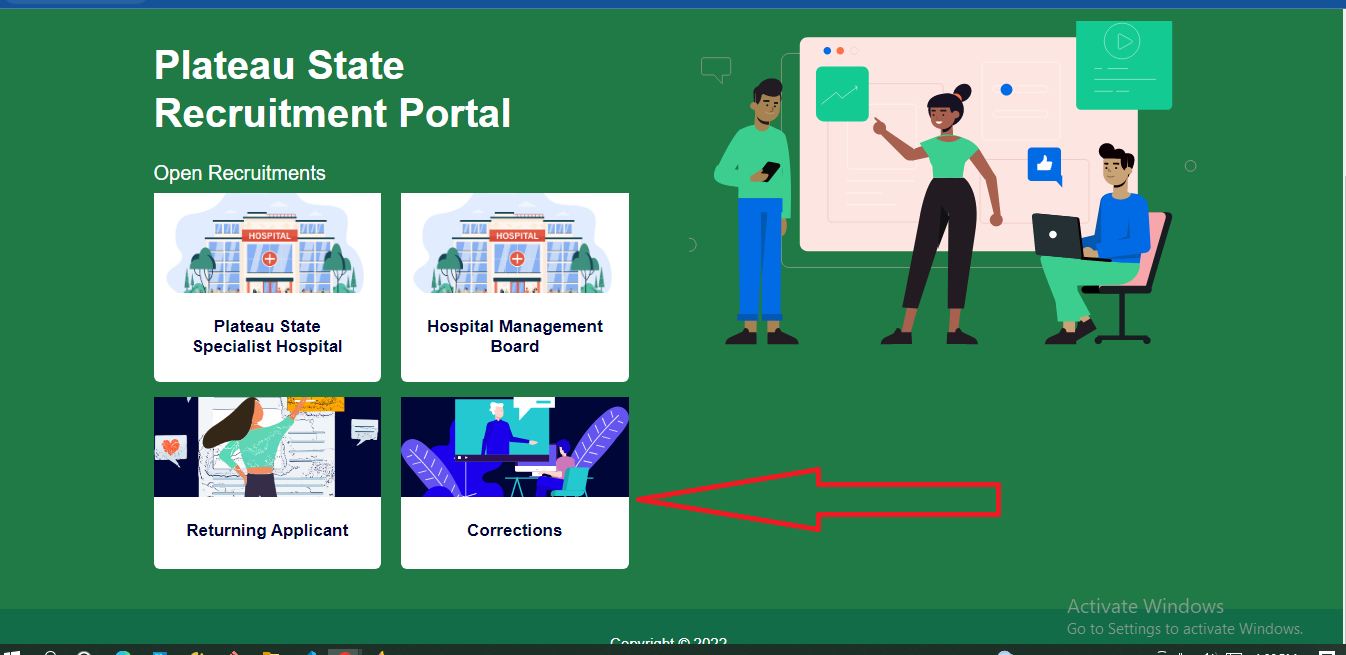 Plateau State
Recruitment Portal
Open Recruitments
HOSPITAL
HOSPITAL
Plateau State
Specialist Hospital
Hospital Management
Board
Returning Applicant
Corrections
Activate Windows
Go to Settings to activate Windows.
Copyright © 2022